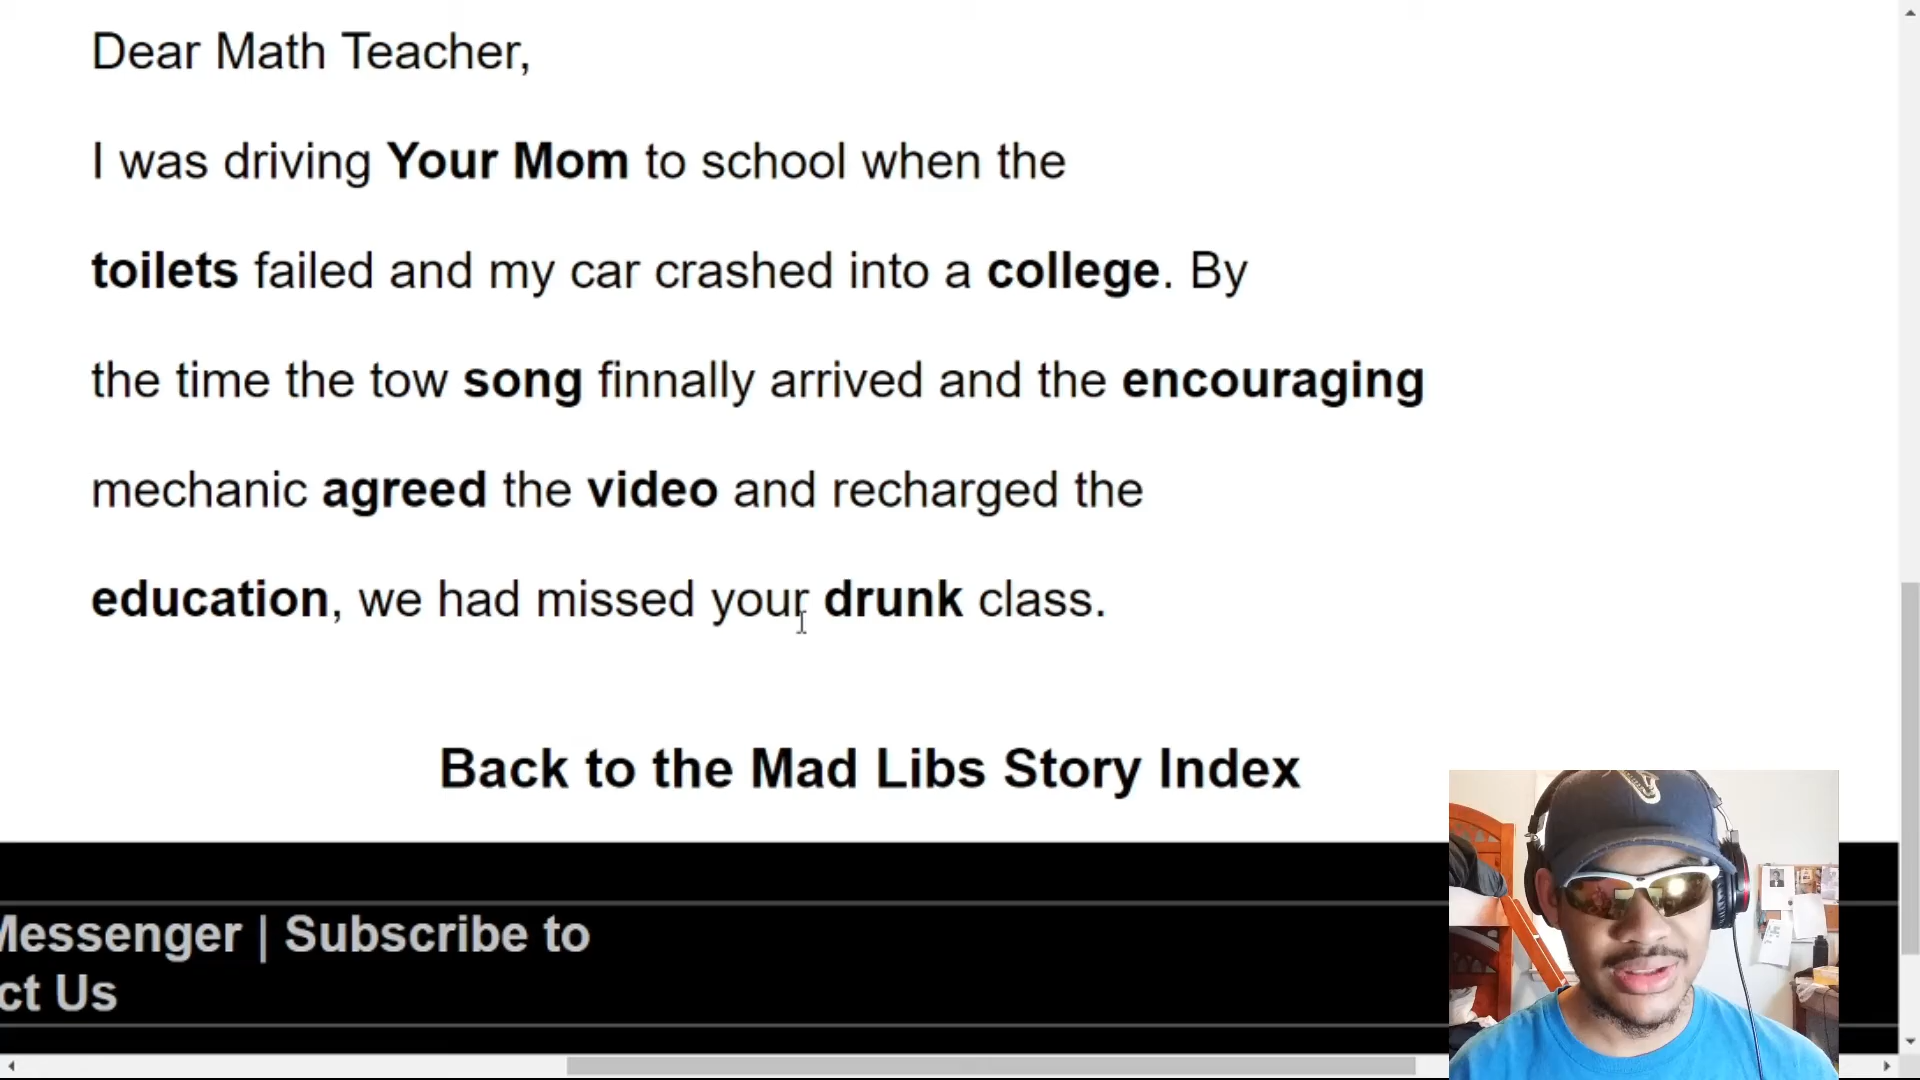 Dear Math Teacher,
I was driving Your Mom to school when the
toilets failed and my car crashed into a college. By
the time the tow song finnally arrived and the encouraging
mechanic agreed the video and recharged the
education, we had missed your drunk class.
Back to the Mad Libs Story Index
Messenger | Subscribe to
ct Us